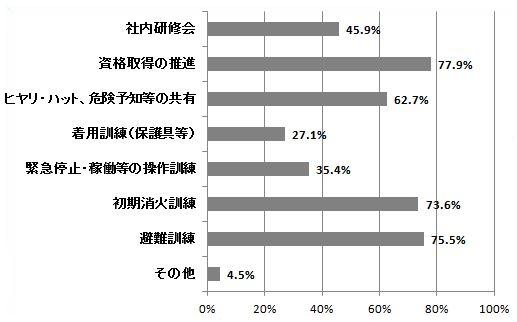 社内研修会 45.9%
資格取得の推進 77.9%
ヒヤリ・ハット、危険予知等の共有 62.7%
着用訓練（保護具等） 27.1%
緊急停止・稼働等の操作訓練 35.4%
初期消火訓練 73.6%
避難訓練 75.5%
その他 4.5%
0% 20% 40% 60% 80% 100%